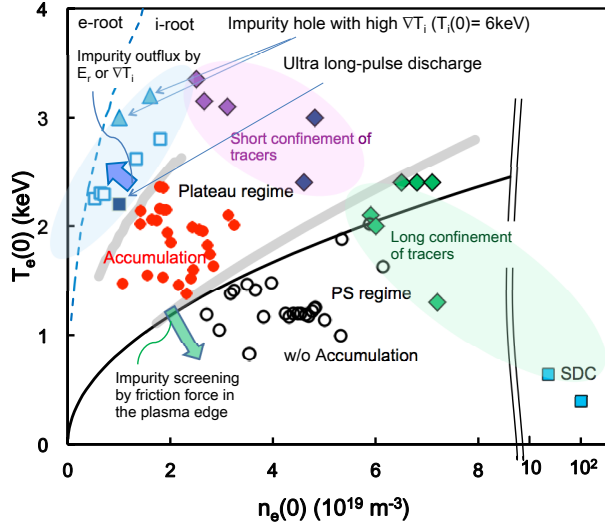 e-root
i-root
Impurity hole with high ∇Tᵢ (Tᵢ(0)= 6keV)
Impurity outflux by
Eᵣ or ∇Tᵢ
Ultra long-pulse discharge
Short confinement of
tracers
Plateau regime
Accumulation
Long confinement
of tracers
PS regime
w/o Accumulation
Impurity screening by
friction force in
the plasma edge
SDC
Tₑ(0) (keV)
4
3
2
1
0
0
2
4
6
8
10
10²
nₑ(0) (10¹⁹ m⁻³)